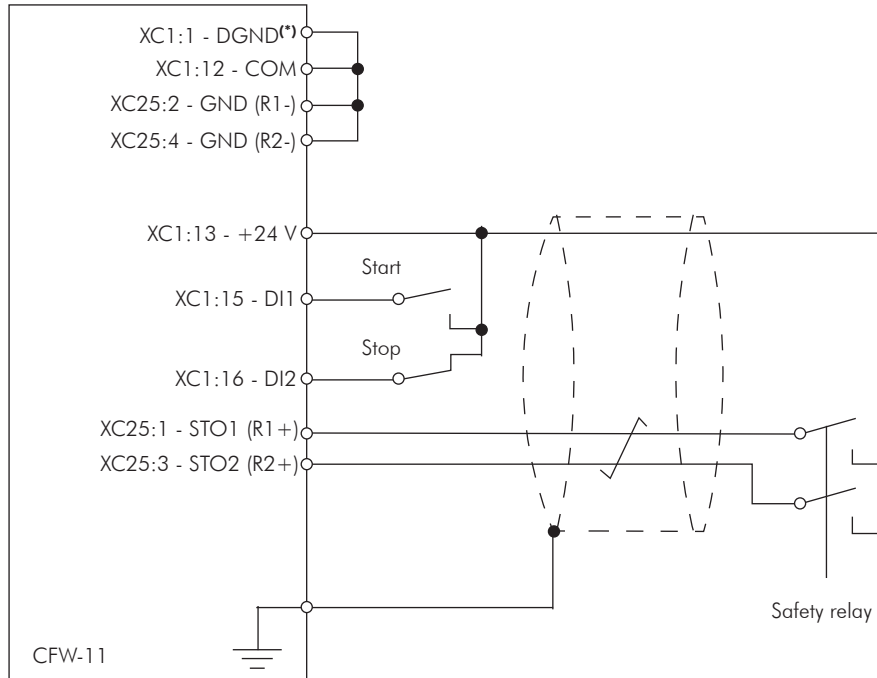 XC1:1 - DGND(*)
XC1:12 - COM
XC25:2 - GND (R1-)
XC25:4 - GND (R2-)
XC1:13 - +24 V
Start
XC1:15 - DI1
Stop
XC1:16 - DI2
XC25:1 - STO1 (R1+)
XC25:3 - STO2 (R2+)
Safety relay
CFW-11